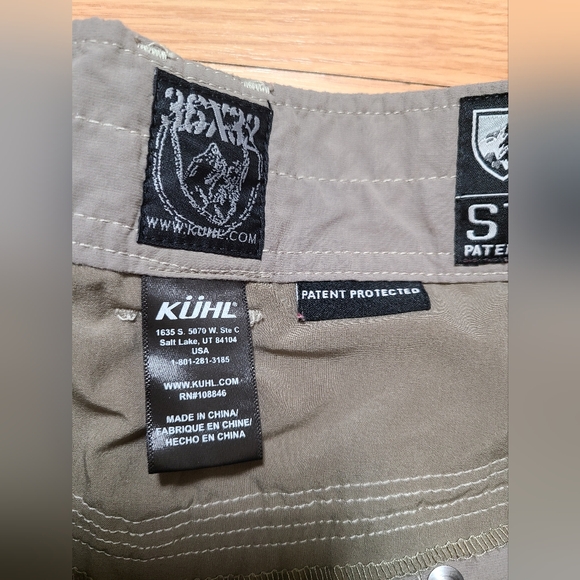 36X32
WWW.KUHL.COM
PATENT PROTECTED
KÜHL
1635 S. 5070 W. Ste C
Salt Lake, UT 84104
USA
1-801-281-3185
WWW.KUHL.COM
RN#108846
MADE IN CHINA/
FABRIQUE EN CHINE/
HECHO EN CHINA
ST
PATEN